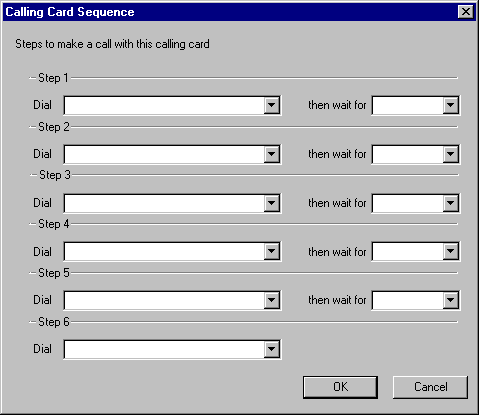 Calling Card Sequence
Steps to make a call with this calling card
Step 1
Dial then wait for
Step 2
Dial then wait for
Step 3
Dial then wait for
Step 4
Dial then wait for
Step 5
Dial then wait for
Step 6
Dial
OK Cancel